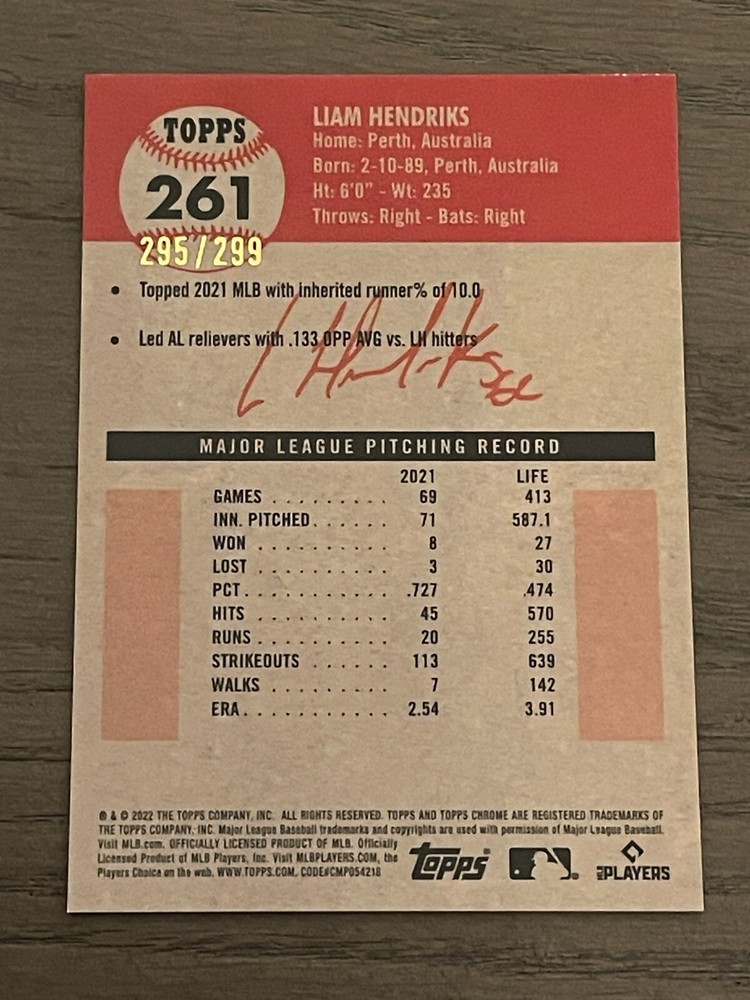 TOPPS
261
295/299
LIAM HENDRIKS
Home: Perth, Australia
Born: 2-10-89, Perth, Australia
Ht: 6'0" - Wt: 235
Throws: Right - Bats: Right
• Topped 2021 MLB with inherited runner% of 10.0
• Led AL relievers with .133 OPP AVG vs. LH hitters
L Hendriks
MAJOR LEAGUE PITCHING RECORD
2021 LIFE
GAMES . . . . . . . . . 69 413
INN. PITCHED . . . . . . 71 587.1
WON . . . . . . . . . . 8 27
LOST . . . . . . . . . . 3 30
PCT . . . . . . . . . . .727 .474
HITS . . . . . . . . . . 45 570
RUNS . . . . . . . . . . 20 255
STRIKEOUTS . . . . . . 113 639
WALKS . . . . . . . . . 7 142
ERA . . . . . . . . . . 2.54 3.91
® & © 2022 THE TOPPS COMPANY, INC. ALL RIGHTS RESERVED. TOPPS AND TOPPS CHROME ARE REGISTERED TRADEMARKS OF
THE TOPPS COMPANY, INC. Major League Baseball trademarks and copyrights are used with permission of Major League Baseball.
Visit MLB.com. OFFICIALLY LICENSED PRODUCT OF MLB. Officially
Licensed Product of MLB Players, Inc. Visit MLBPLAYERS.COM, the
Players Choice on the web. WWW.TOPPS.COM. CODE#CMP054218
topps® MLB PLAYERS